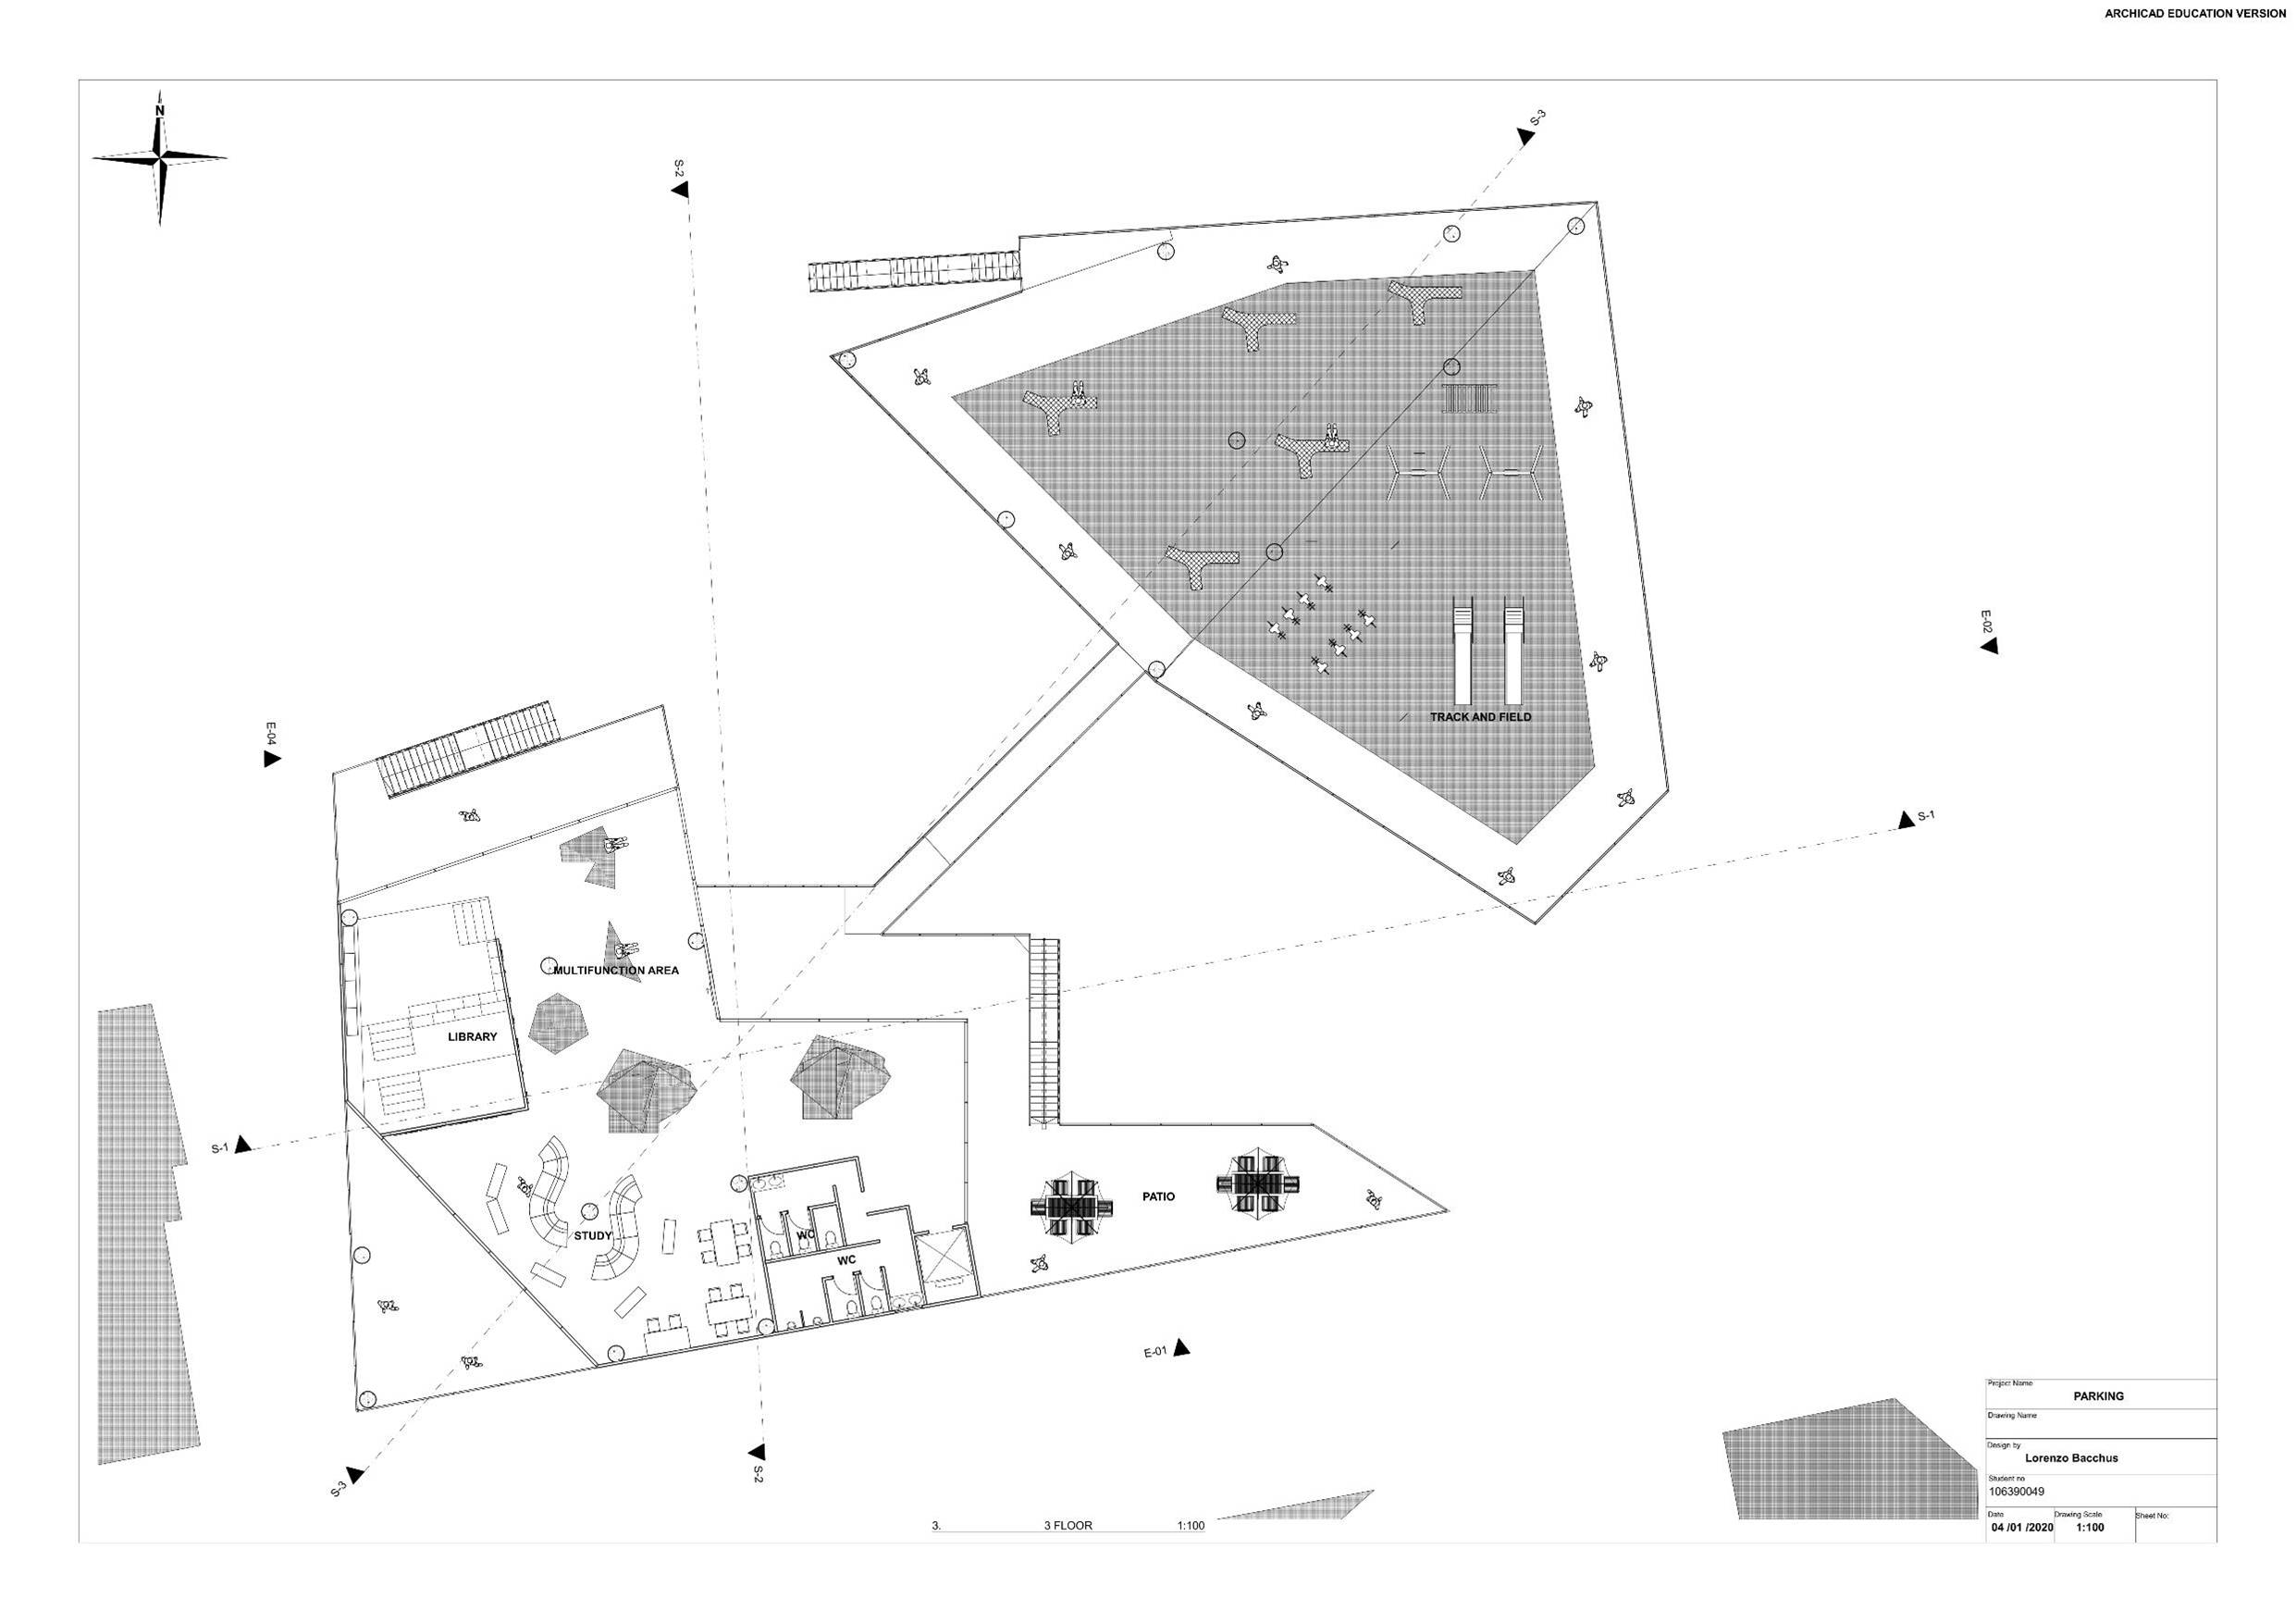 ARCHICAD EDUCATION VERSION
N
S-3
S-2
E-02
TRACK AND FIELD
E-04
S-1
MULTIFUNCTION AREA
LIBRARY
S-1
PATIO
STUDY
WC
WC
E-01
S-3
S-2
3. 3 FLOOR 1:100
Project Name
PARKING
Drawing Name
Design by
Lorenzo Bacchus
Student no
106390049
Date Drawing Scale Sheet No:
04 /01 /2020 1:100